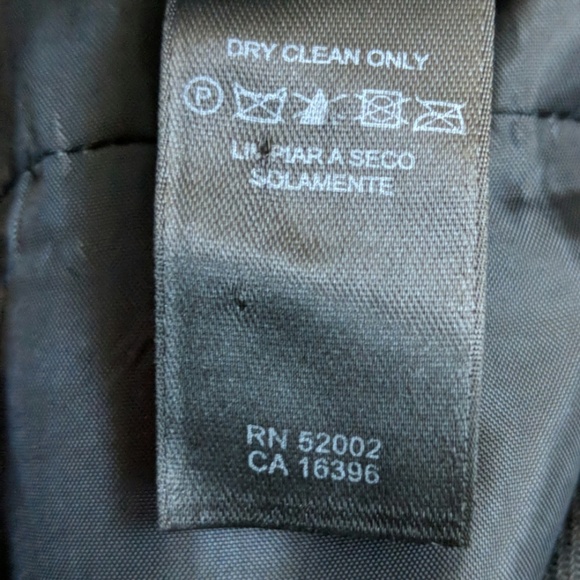 DRY CLEAN ONLY
P
LIMPIAR A SECO
SOLAMENTE
RN 52002
CA 16396